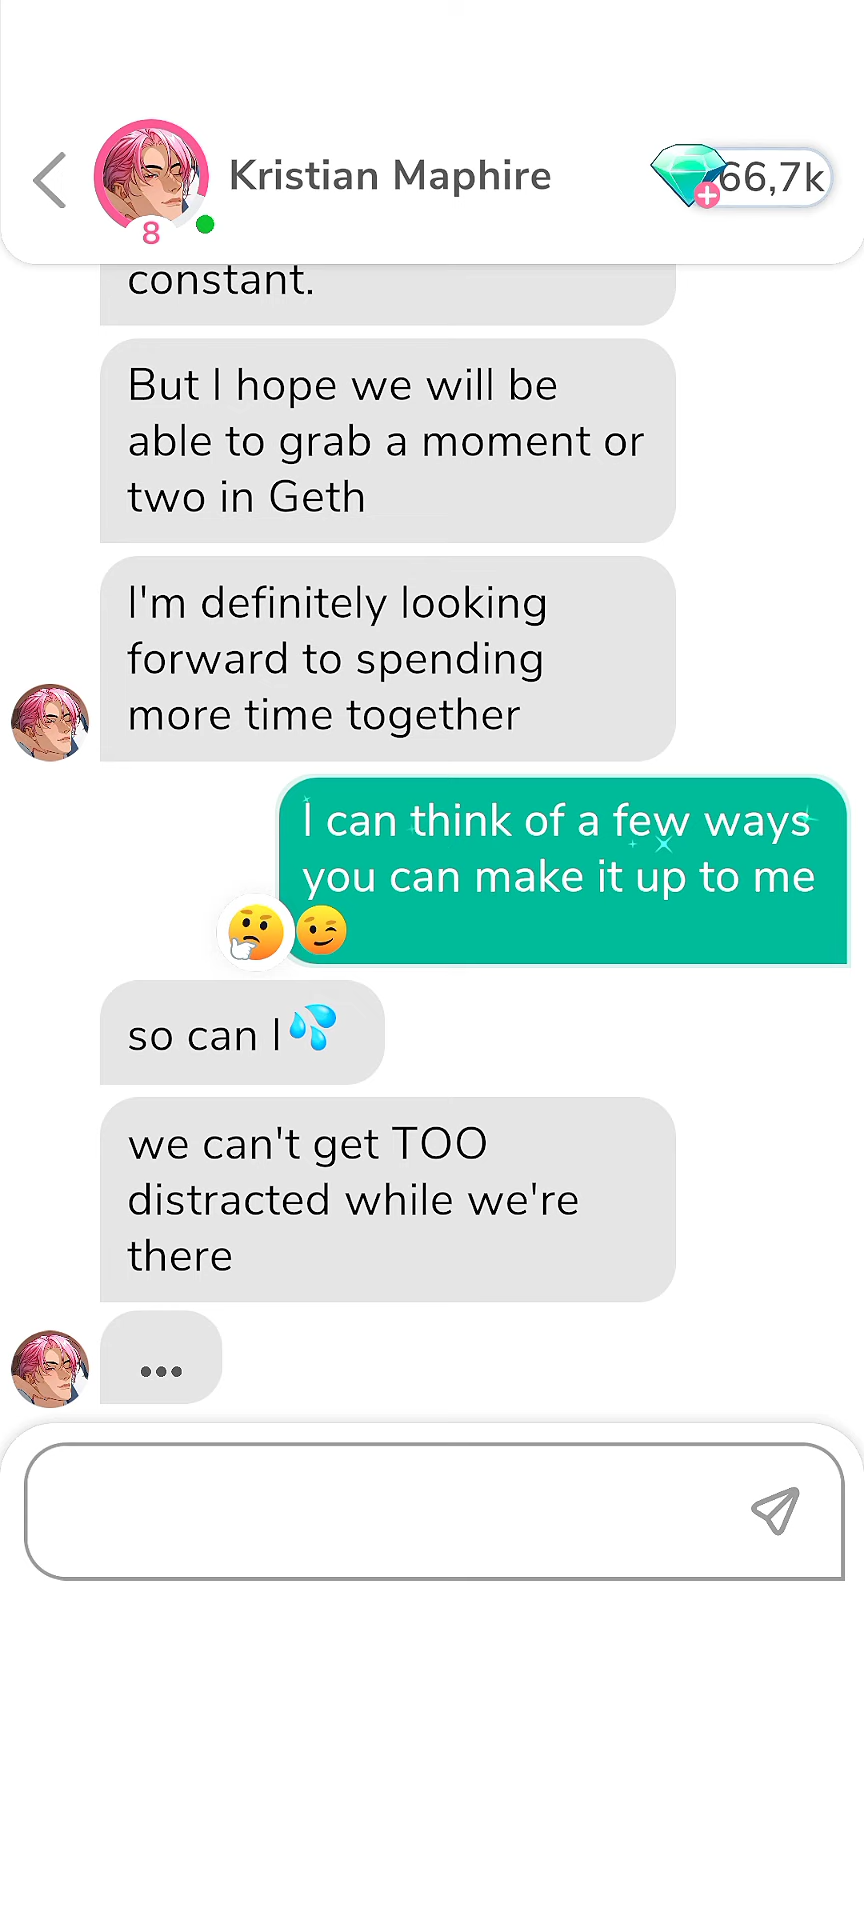 Kristian Maphire
66,7k
8
constant.
But I hope we will be
able to grab a moment or
two in Geth
I'm definitely looking
forward to spending
more time together
I can think of a few ways
you can make it up to me
🤔😉
so can I💦
we can't get TOO
distracted while we're
there
...